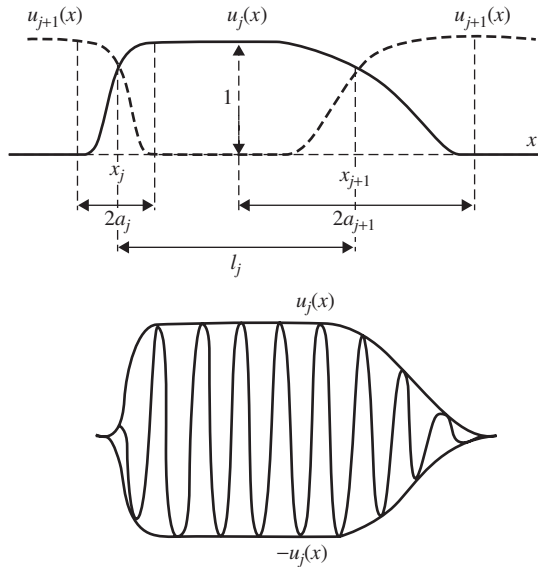 u_{j+1}(x) u_j(x) u_{j+1}(x)
1
x
x_j x_{j+1}
2a_j 2a_{j+1}
l_j
u_j(x)
-u_j(x)